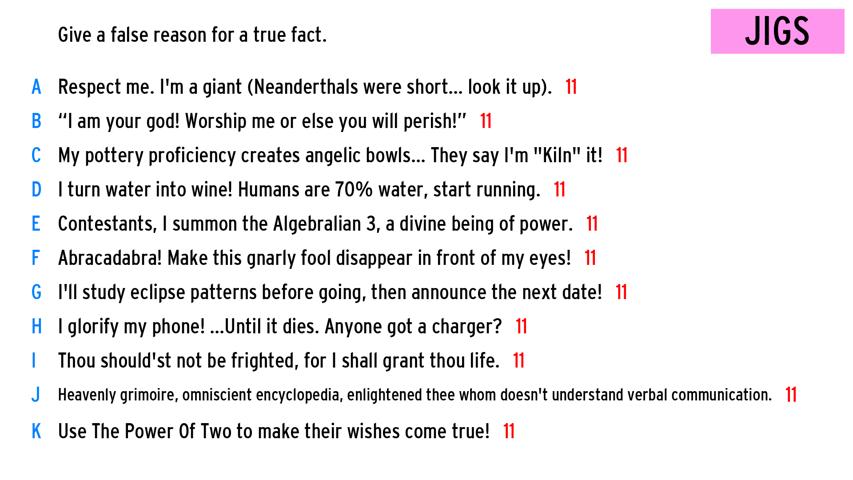 Give a false reason for a true fact.
JIGS
A Respect me. I'm a giant (Neanderthals were short... look it up). 11
B “I am your god! Worship me or else you will perish!” 11
C My pottery proficiency creates angelic bowls... They say I'm "Kiln" it! 11
D I turn water into wine! Humans are 70% water, start running. 11
E Contestants, I summon the Algebralian 3, a divine being of power. 11
F Abracadabra! Make this gnarly fool disappear in front of my eyes! 11
G I'll study eclipse patterns before going, then announce the next date! 11
H I glorify my phone! ...Until it dies. Anyone got a charger? 11
I Thou should'st not be frighted, for I shall grant thou life. 11
J Heavenly grimoire, omniscient encyclopedia, enlightened thee whom doesn't understand verbal communication. 11
K Use The Power Of Two to make their wishes come true! 11